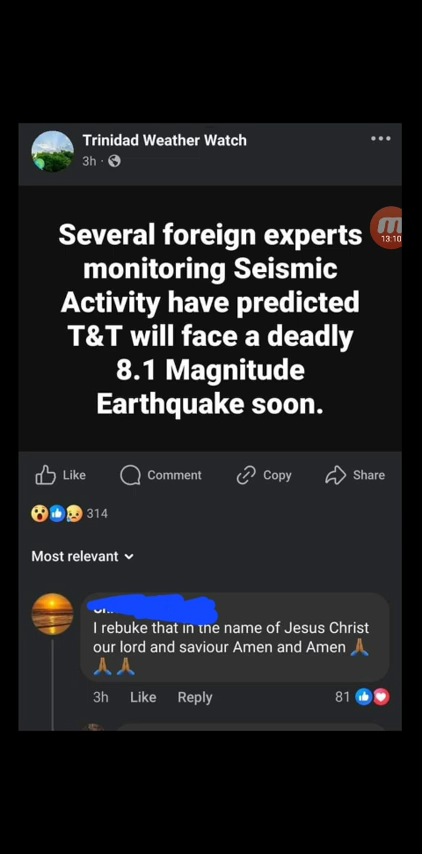 Trinidad Weather Watch
3h ·
Several foreign experts
monitoring Seismic
Activity have predicted
T&T will face a deadly
8.1 Magnitude
Earthquake soon.
13:10
Like Comment Copy Share
314
Most relevant
I rebuke that in the name of Jesus Christ
our lord and saviour Amen and Amen 🙏🏾
🙏🏾🙏🏾
3h Like Reply 81